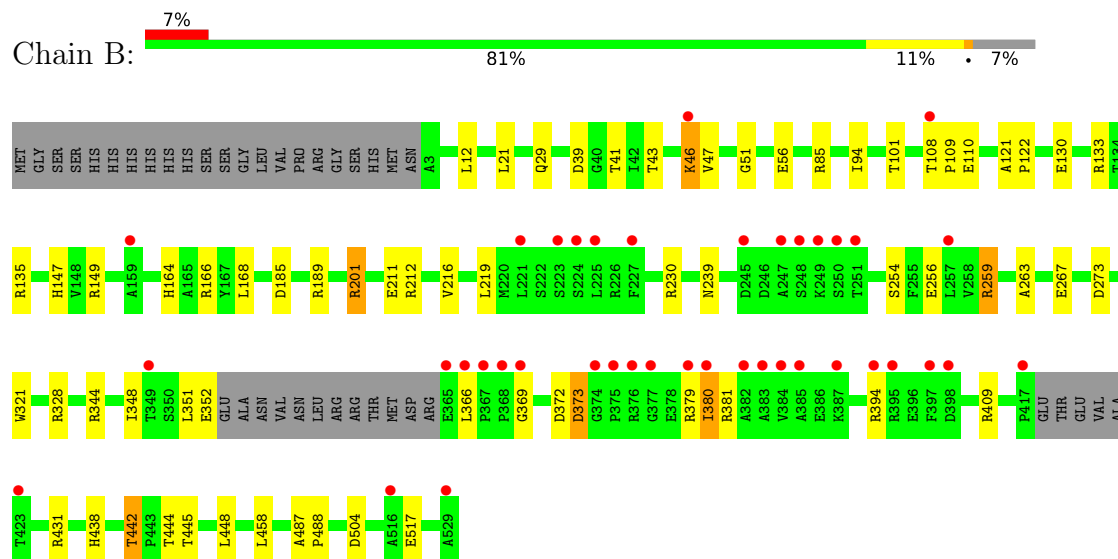 7%
Chain B:
81% 11% • 7%
MET GLY SER SER HIS HIS HIS HIS HIS HIS SER SER GLY LEU VAL PRO ARG GLY SER HIS MET ASN A3 L12 L21 Q29 D39 G40 T41 I42 T43 K46 V47 G51 E56 R85 I94 T101 T108 P109 E110 A121 P122 E130 R133 T134
R135 H147 V148 R149 A159 H164 A165 R166 Y167 L168 D185 R189 R201 E211 R212 V216 L219 M220 L221 S222 S223 S224 L225 R226 F227 R230 N239 D245 D246 A247 S248 K249 S250 T251 S254 F255 E256 L257 V258 R259 A263 E267 D273
W321 R328 R344 I348 T349 S350 L351 E352 GLU ALA ASN VAL ASN LEU ARG ARG THR MET ASP ARG E365 L366 P367 P368 G369 D372 D373 G374 P375 R376 G377 E378 R379 I380 R381 A382 A383 V384 A385 E386 K387 R394 R395 E396 F397 D398 R409 P417 GLU THR GLU VAL ALA
T423 R431 H438 T442 P443 T444 T445 L448 L458 A487 P488 D504 A516 E517 A529